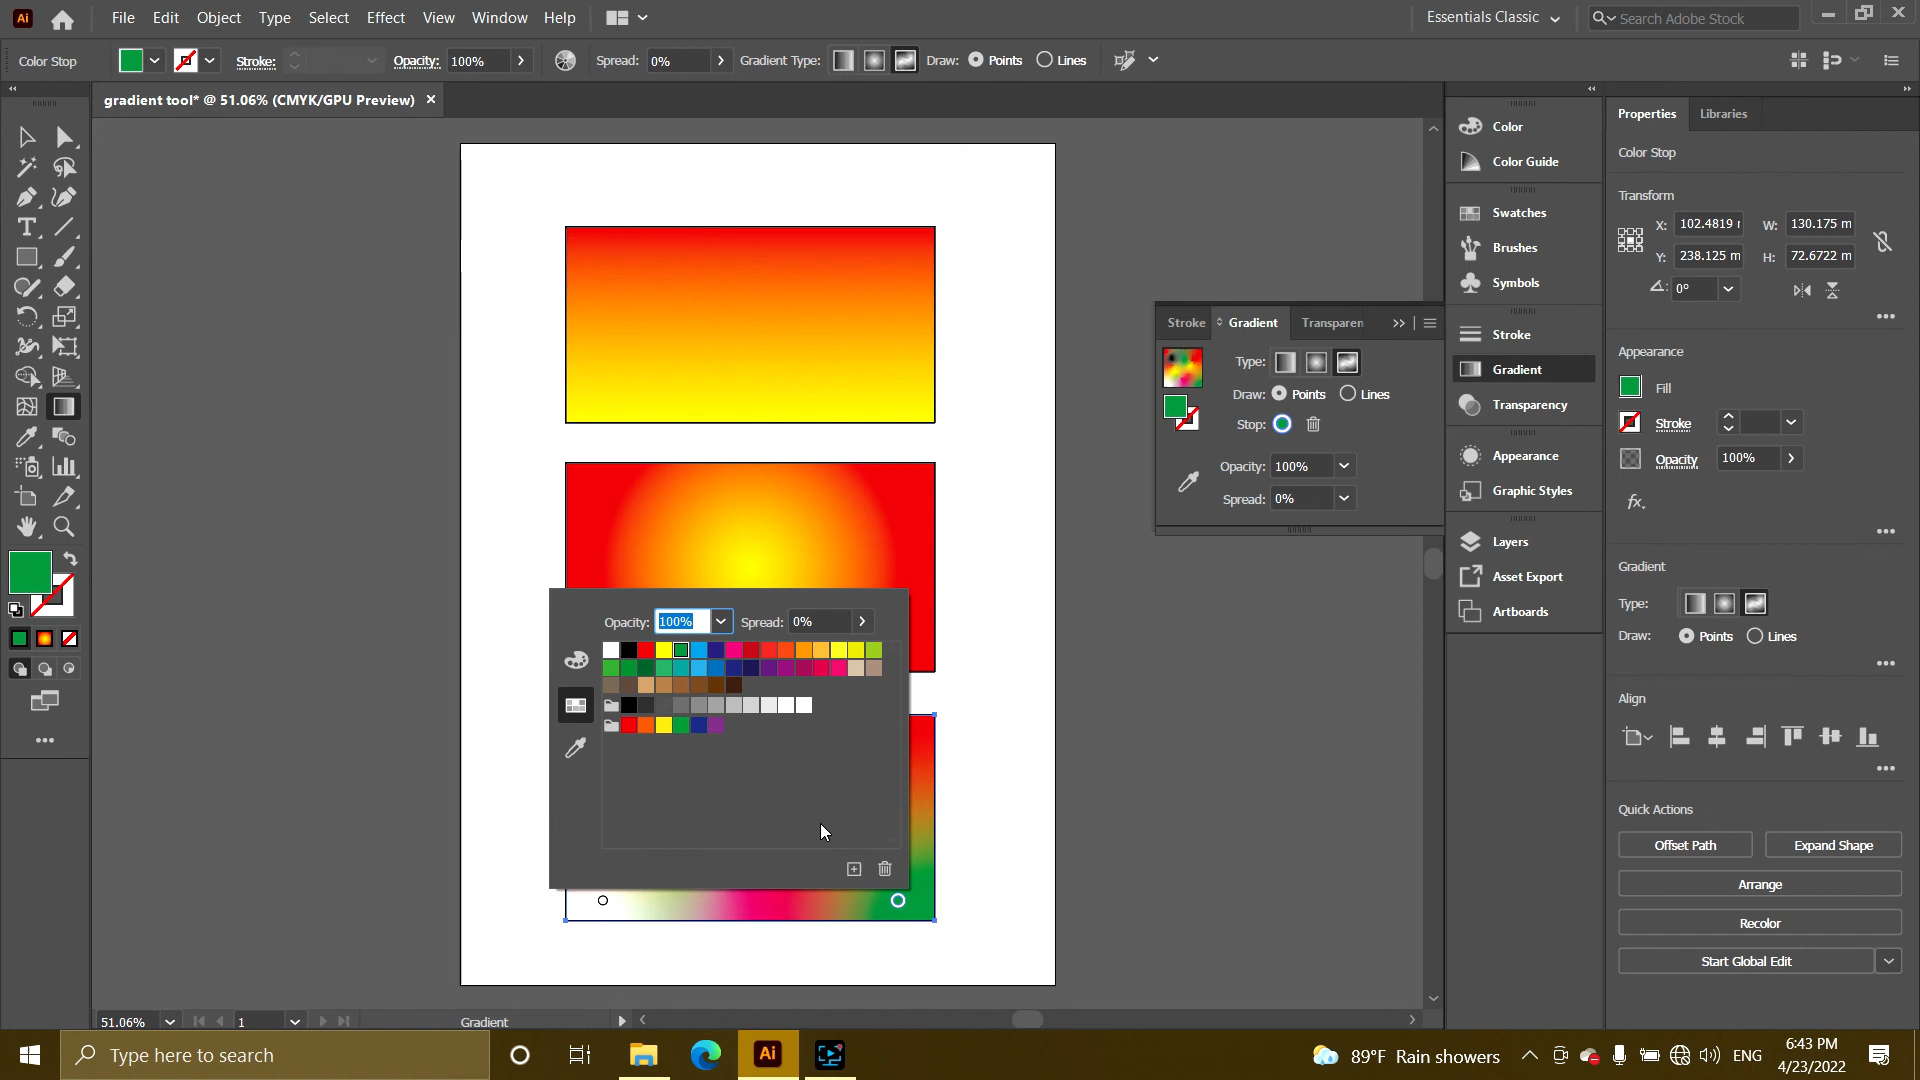 Ai File Edit Object Type Select Effect View Window Help Essentials Classic Search Adobe Stock
Color Stop Stroke: Opacity: 100% Spread: 0% Gradient Type: Draw: Points Lines
gradient tool* @ 51.06% (CMYK/GPU Preview)
Properties Libraries
Color
Color Guide
Swatches
Brushes
Symbols
Stroke
Gradient
Transparency
Appearance
Graphic Styles
Layers
Asset Export
Artboards
Stroke Gradient Transparen
Type:
Draw: Points Lines
Stop:
Opacity: 100%
Spread: 0%
Opacity: 100% Spread: 0%
Color Stop
Transform
X: 102.4819 W: 130.175 m
Y: 238.125 m H: 72.6722 m
0°
Appearance
Fill
Stroke
Opacity 100%
fx
Gradient
Type:
Draw: Points Lines
Align
Quick Actions
Offset Path Expand Shape
Arrange
Recolor
Start Global Edit
51.06% 1 Gradient
Type here to search Ai 89°F Rain showers ENG 6:43 PM
4/23/2022